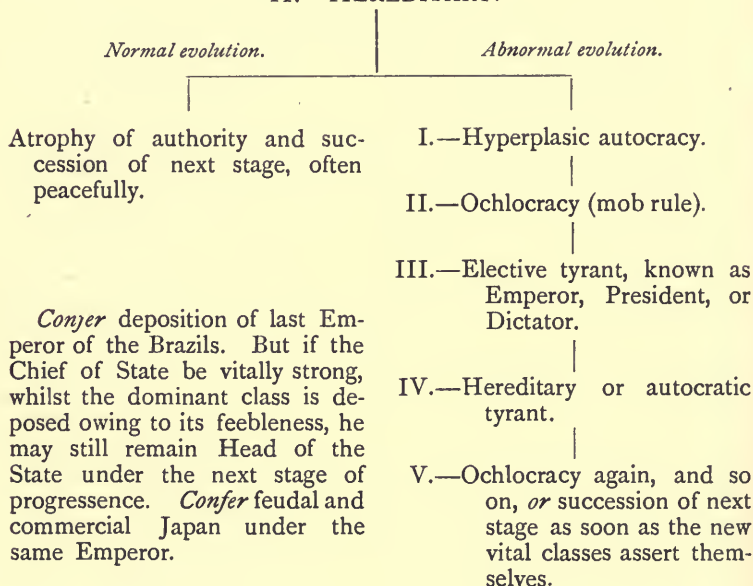 Normal evolution.
Abnormal evolution.
Atrophy of authority and suc-
cession of next stage, often
peacefully.
Conjer deposition of last Em-
peror of the Brazils. But if the
Chief of State be vitally strong,
whilst the dominant class is de-
posed owing to its feebleness, he
may still remain Head of the
State under the next stage of
progressence. Confer feudal and
commercial Japan under the
same Emperor.
I.—Hyperplasic autocracy.
II.—Ochlocracy (mob rule).
III.—Elective tyrant, known as
Emperor, President, or
Dictator.
IV.—Hereditary or autocratic
tyrant.
V.—Ochlocracy again, and so
on, or succession of next
stage as soon as the new
vital classes assert them-
selves.